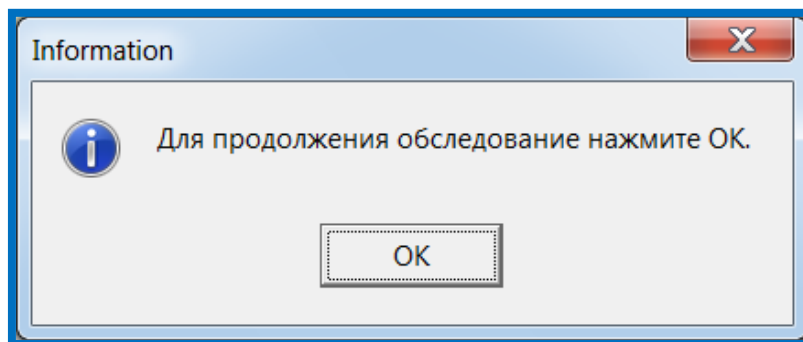 Information
Для продолжения обследование нажмите ОК.
OK